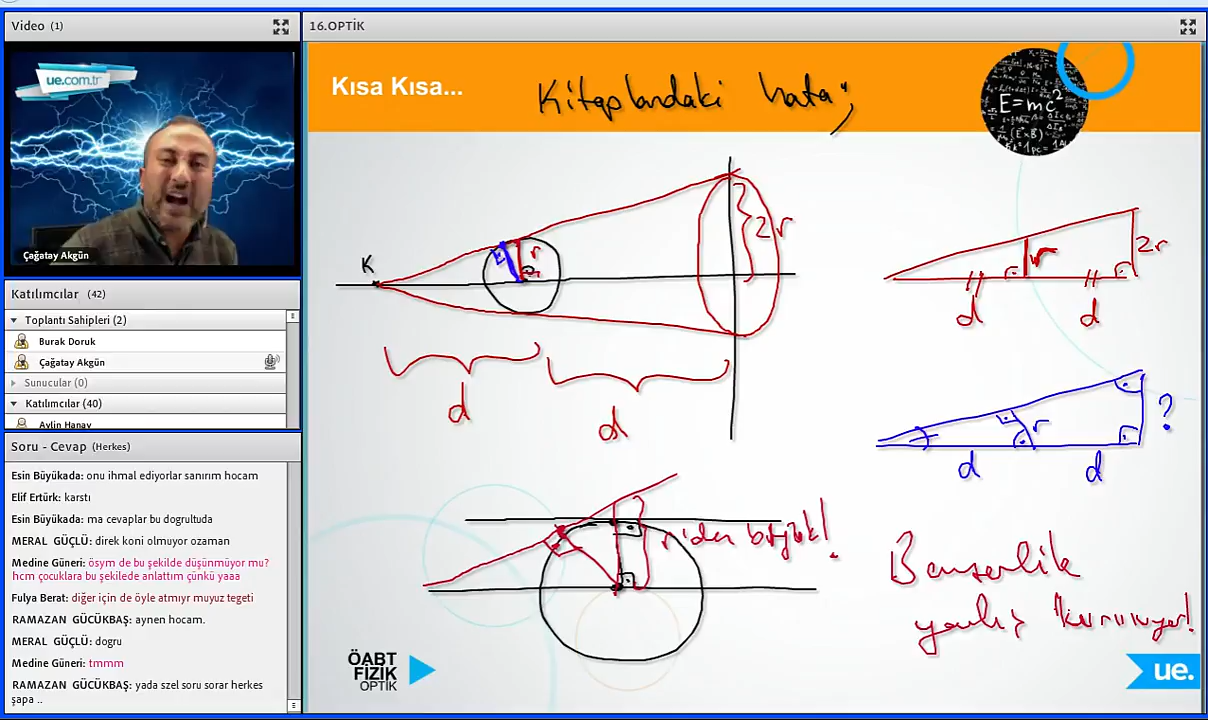 Video (1)
16.OPTİK
ue.com.tr
Kısa Kısa...
Kitaplardaki hata;
E=mc²
Çağatay Akgün
K
r
r
2r
r
2r
d
d
d
d
Katılımcılar (42)
Toplantı Sahipleri (2)
Burak Doruk
Çağatay Akgün
Sunucular (0)
Katılımcılar (40)
Aylin Hanay
r
?
d
d
Soru - Cevap (Herkes)
Esin Büyükada: onu ihmal ediyorlar sanırım hocam
Elif Ertürk: karstı
Esin Büyükada: ma cevaplar bu dogrultuda
MERAL GÜÇLÜ: direk koni olmuyor ozaman
Medine Güneri: ösym de bu şekilde düşünmüyor mu?
hcm çocuklara bu şekilede anlattım çünkü yaaa
Fulya Berat: diğer için de öyle atmıyr muyuz tegeti
RAMAZAN GÜCÜKBAŞ: aynen hocam.
MERAL GÜÇLÜ: dogru
Medine Güneri: tmmm
RAMAZAN GÜCÜKBAŞ: yada szel soru sorar herkes
şapa ..
r'den büyük!
Benzerlik
yanlış kuruluyor!
ÖABT
FİZİK
OPTİK
ue.